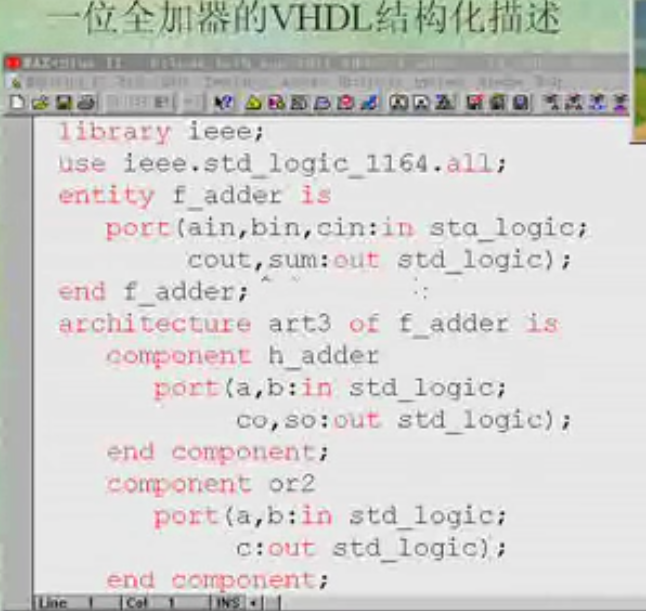 一位全加器的VHDL结构化描述
library ieee;
use ieee.std_logic_1164.all;
entity f_adder is
port(ain,bin,cin:in std_logic;
cout,sum:out std_logic);
end f_adder;
architecture art3 of f_adder is
component h_adder
port(a,b:in std_logic;
co,so:out std_logic);
end component;
component or2
port(a,b:in std_logic;
c:out std_logic);
end component;
Line 1 Col 1 INS